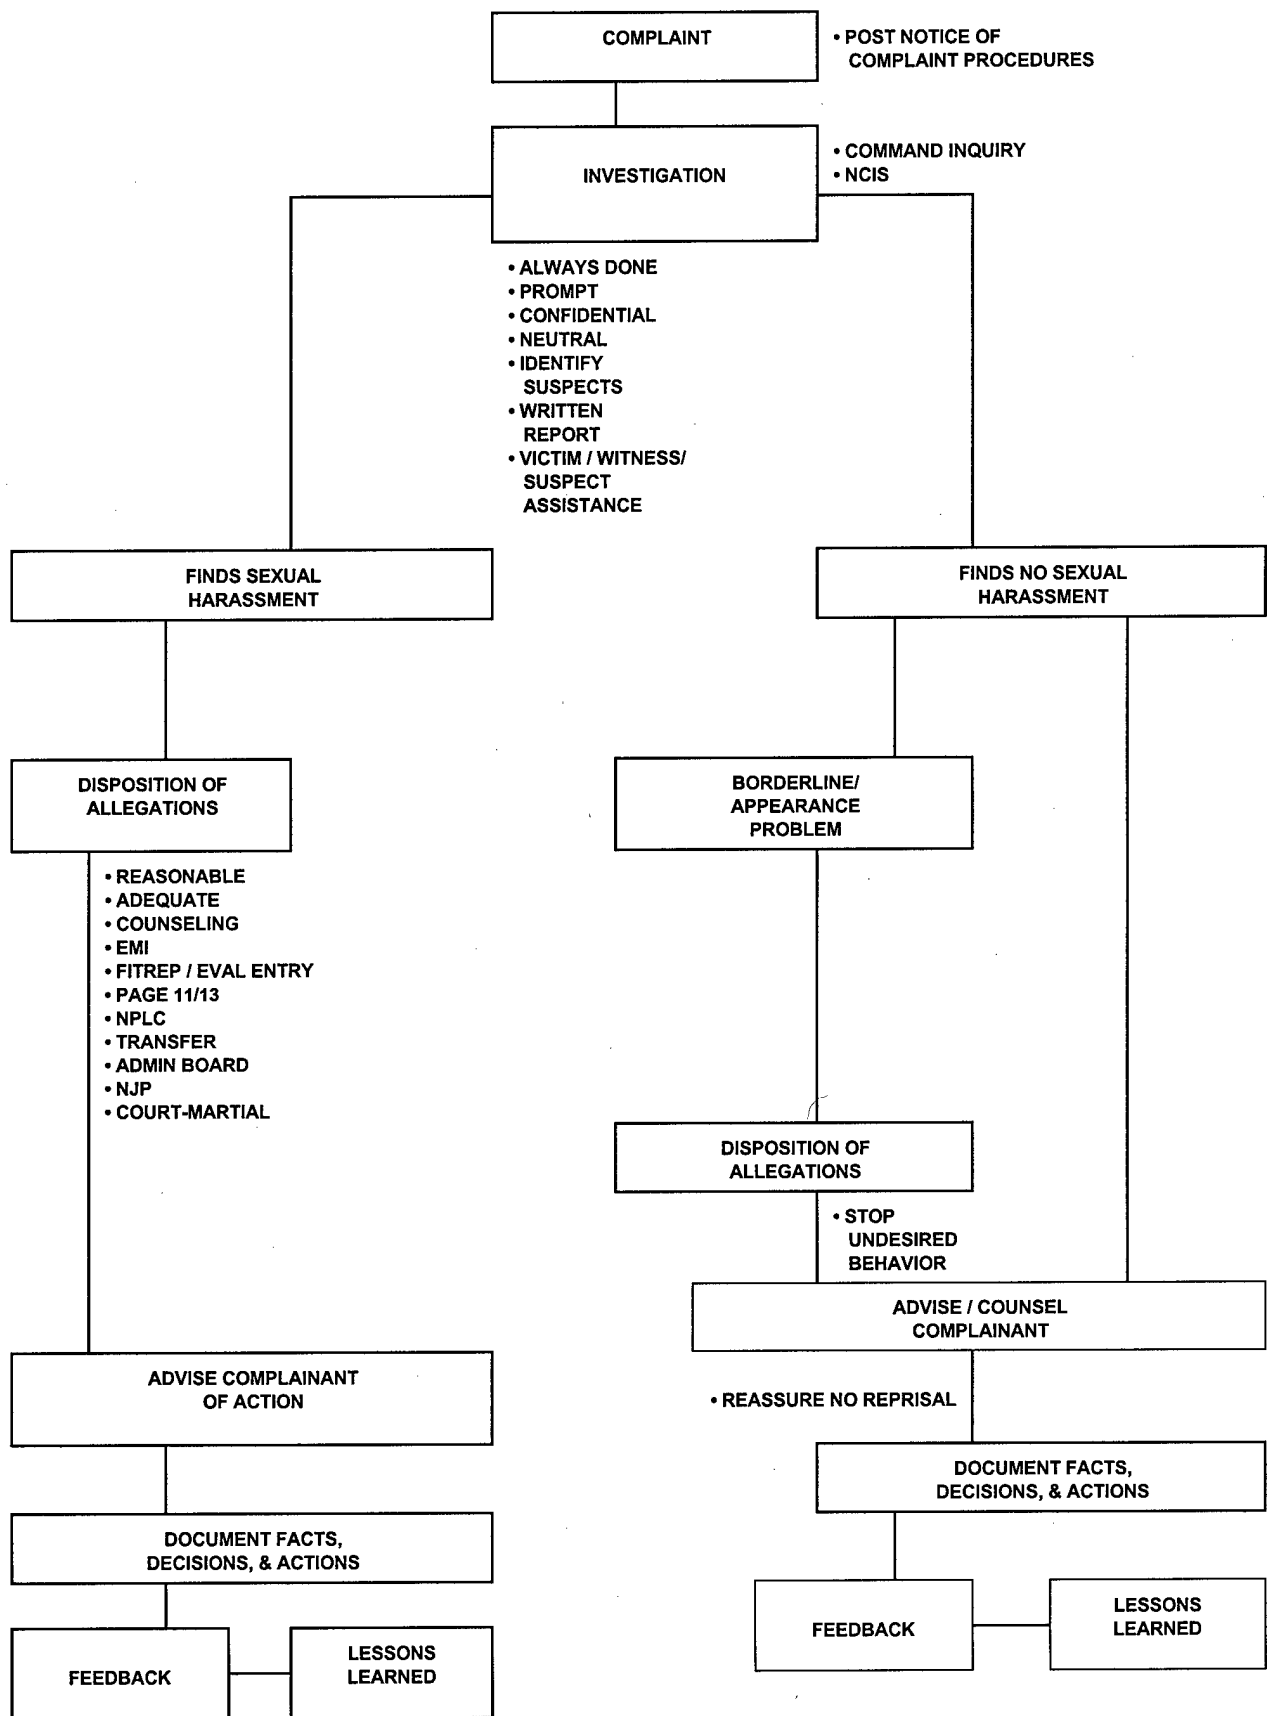 COMPLAINT
• POST NOTICE OF
COMPLAINT PROCEDURES
INVESTIGATION
• COMMAND INQUIRY
• NCIS
• ALWAYS DONE
• PROMPT
• CONFIDENTIAL
• NEUTRAL
• IDENTIFY
SUSPECTS
• WRITTEN
REPORT
• VICTIM / WITNESS/
SUSPECT
ASSISTANCE
FINDS SEXUAL
HARASSMENT
FINDS NO SEXUAL
HARASSMENT
DISPOSITION OF
ALLEGATIONS
• REASONABLE
• ADEQUATE
• COUNSELING
• EMI
• FITREP / EVAL ENTRY
• PAGE 11/13
• NPLC
• TRANSFER
• ADMIN BOARD
• NJP
• COURT-MARTIAL
BORDERLINE/
APPEARANCE
PROBLEM
DISPOSITION OF
ALLEGATIONS
• STOP
UNDESIRED
BEHAVIOR
ADVISE / COUNSEL
COMPLAINANT
ADVISE COMPLAINANT
OF ACTION
• REASSURE NO REPRISAL
DOCUMENT FACTS,
DECISIONS, & ACTIONS
DOCUMENT FACTS,
DECISIONS, & ACTIONS
FEEDBACK
LESSONS
LEARNED
FEEDBACK
LESSONS
LEARNED